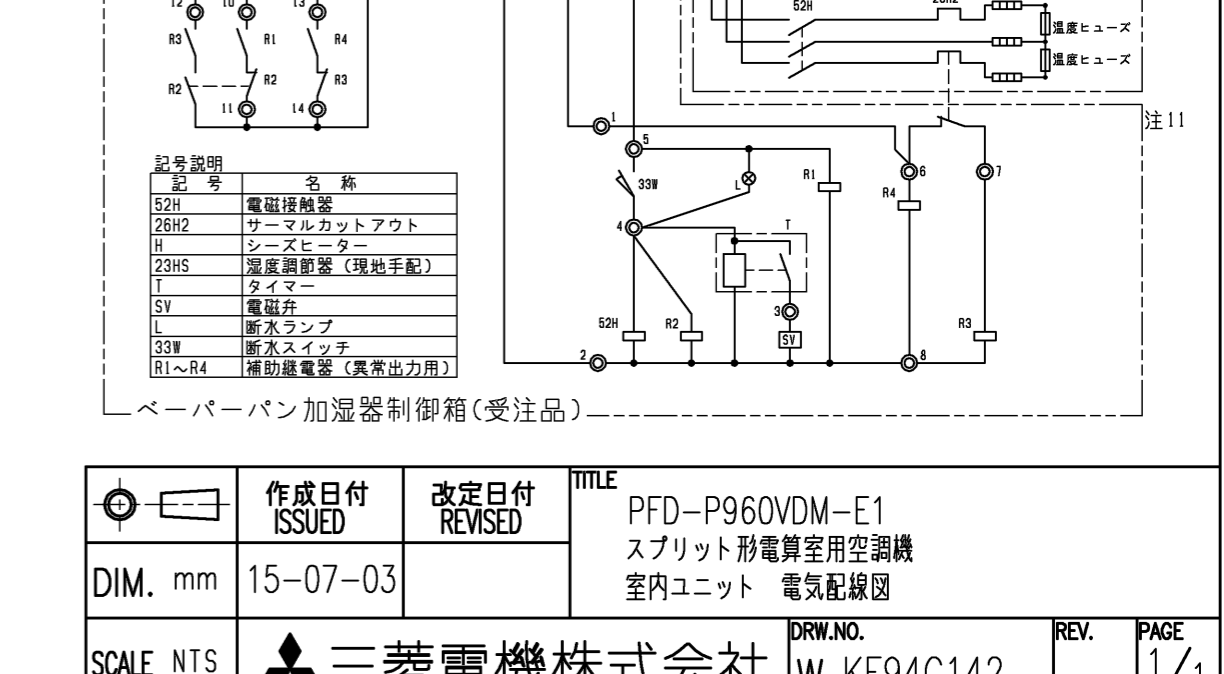 12 10 13
R3 R1 R4
R2 R2 R3
11 14
52H
温度ヒューズ
温度ヒューズ
注11
1
5
33W L R1 6 7
R4
4 T
3
52H R2 SV R3
2 8
記号説明
記 号 名 称
52H 電磁接触器
26H2 サーマルカットアウト
H シーズヒーター
23HS 湿度調節器(現地手配)
T タイマー
SV 電磁弁
L 断水ランプ
33W 断水スイッチ
R1~R4 補助継電器(異常出力用)
ベーパーパン加湿器制御箱(受注品)
作成日付 改定日付 TITLE
ISSUED REVISED
PFD-P960VDM-E1
スプリット形電算室用空調機
室内ユニット 電気配線図
DIM. mm 15-07-03
SCALE NTS 三菱電機株式会社 DRW.NO. REV. PAGE
W KE94C142 1/1